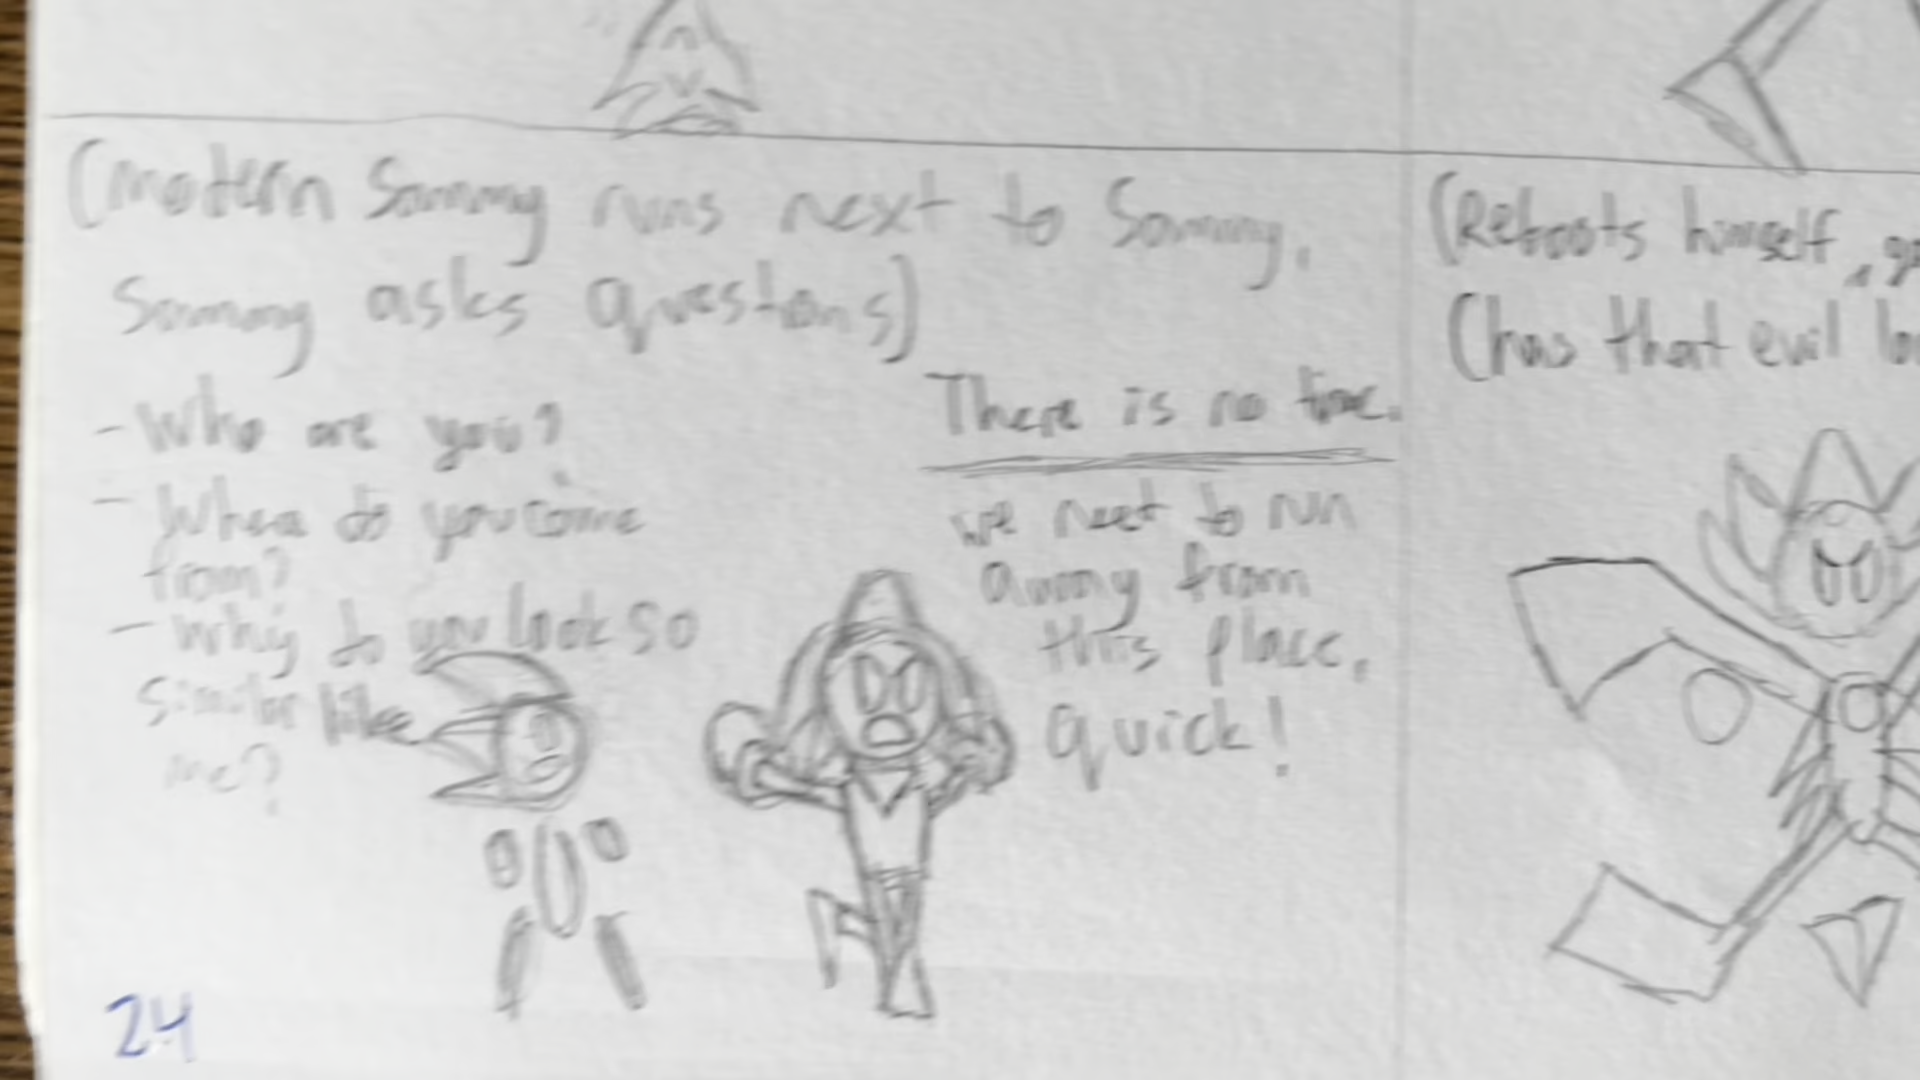 (modern Sammy runs next to Sammy.
Sammy asks questions)
- Who are you?
- Where do you come
from?
- Why do you look so
similar like
me?
There is no time.
we need to run
away from
this place,
quick!
24
(Reboots himself,
(has that evil